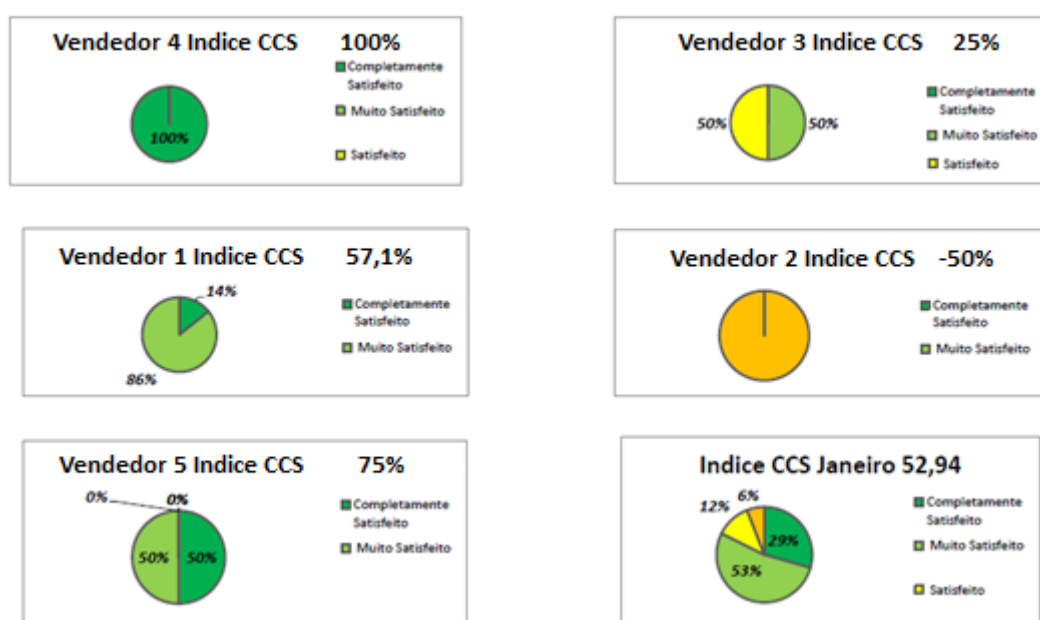 Vendedor 4 Indice CCS 100%
Completamente
Satisfeito
Muito Satisfeito
Satisfeito
100%
Vendedor 3 Indice CCS 25%
Completamente
Satisfeito
Muito Satisfeito
Satisfeito
50%
50%
Vendedor 1 Indice CCS 57,1%
14%
86%
Completamente
Satisfeito
Muito Satisfeito
Vendedor 2 Indice CCS -50%
Completamente
Satisfeito
Muito Satisfeito
Vendedor 5 Indice CCS 75%
0%
0%
50%
50%
Completamente
Satisfeito
Muito Satisfeito
Indice CCS Janeiro 52,94
12%
6%
29%
53%
Completamente
Satisfeito
Muito Satisfeito
Satisfeito